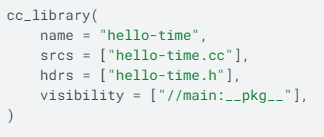 cc_library(
    name = "hello-time",
    srcs = ["hello-time.cc"],
    hdrs = ["hello-time.h"],
    visibility = ["//main:__pkg__"],
)